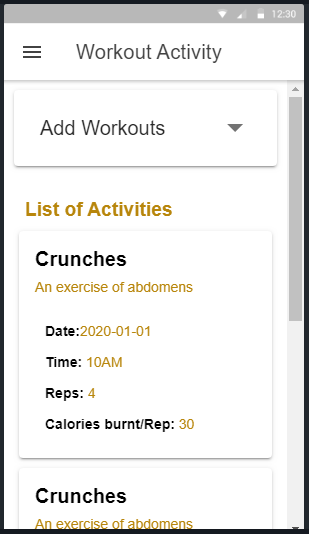 12:30
Workout Activity
Add Workouts
List of Activities
Crunches
An exercise of abdomens
Date:2020-01-01
Time: 10AM
Reps: 4
Calories burnt/Rep: 30
Crunches
An exercise of abdomens